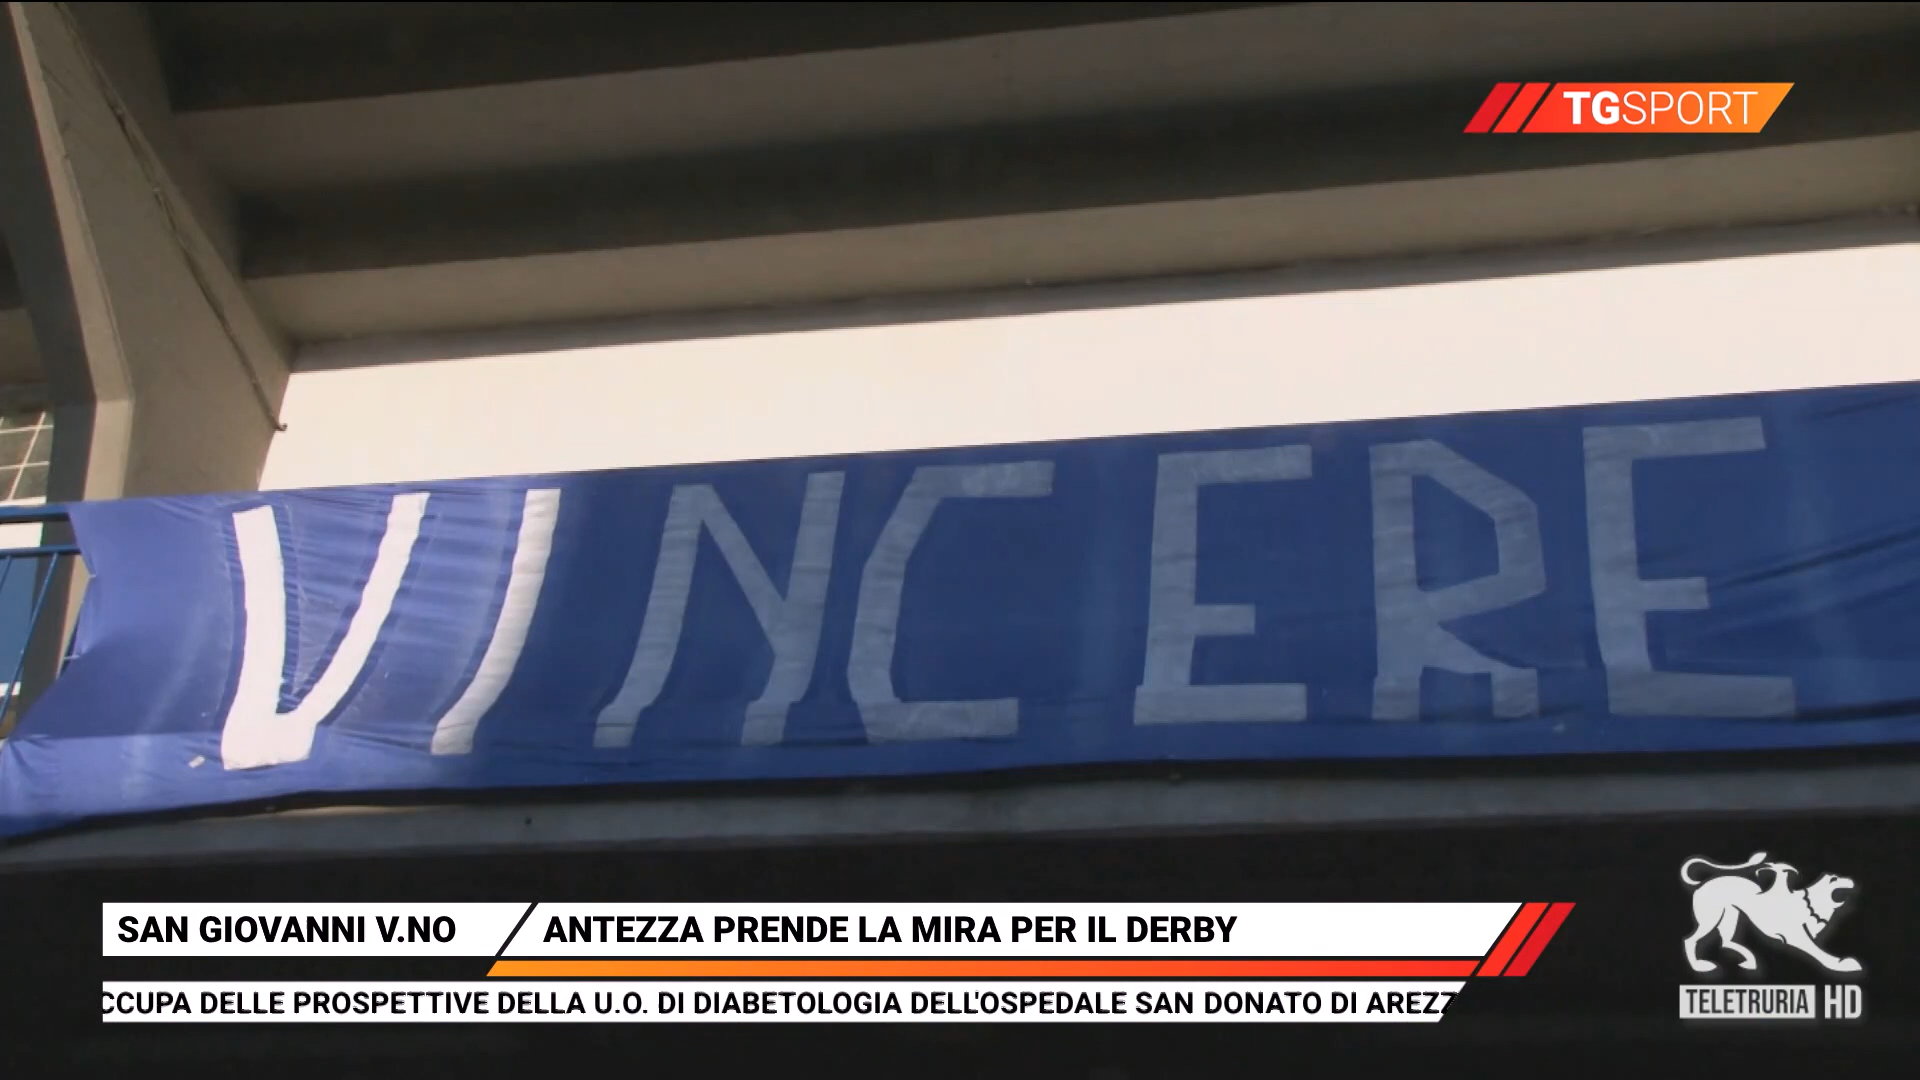 TGSPORT
VINCERE
SAN GIOVANNI V.NO
ANTEZZA PRENDE LA MIRA PER IL DERBY
CCUPA DELLE PROSPETTIVE DELLA U.O. DI DIABETOLOGIA DELL'OSPEDALE SAN DONATO DI AREZZ
TELETRURIA HD